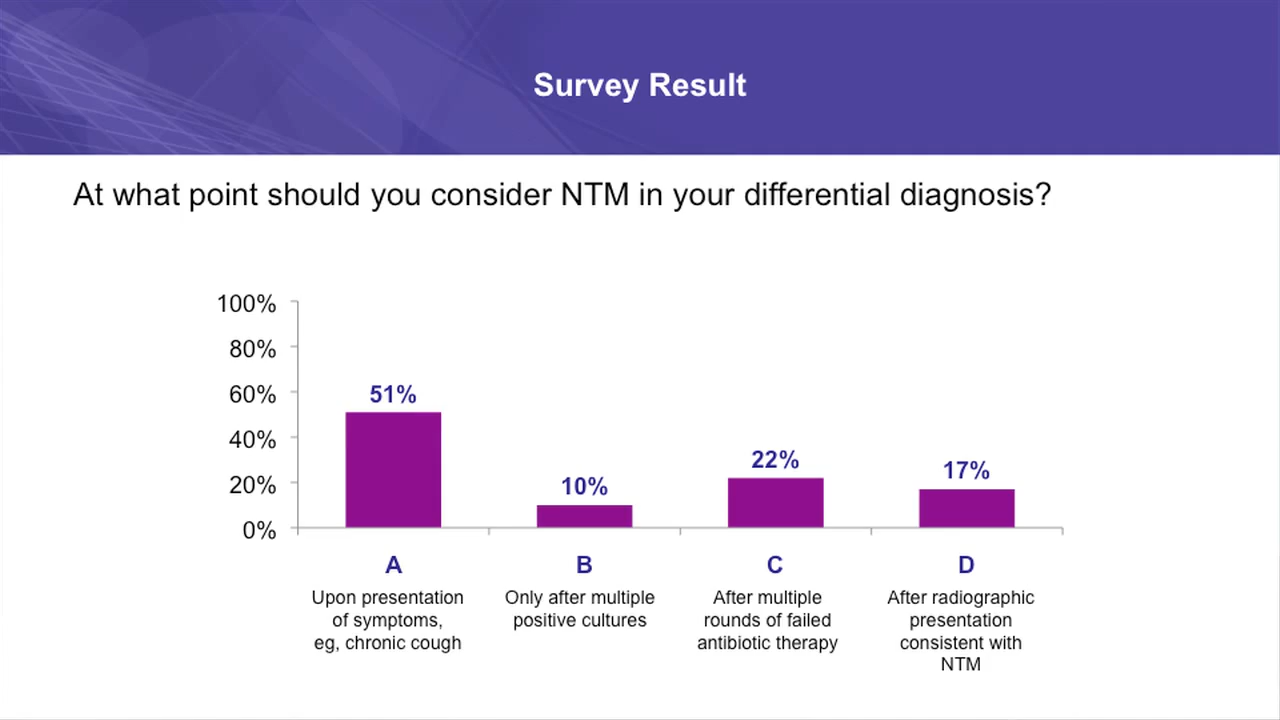 Survey Result
At what point should you consider NTM in your differential diagnosis?
100%
80%
60%
40%
20%
0%
51%
10%
22%
17%
A
B
C
D
Upon presentation
of symptoms,
eg, chronic cough
Only after multiple
positive cultures
After multiple
rounds of failed
antibiotic therapy
After radiographic
presentation
consistent with
NTM